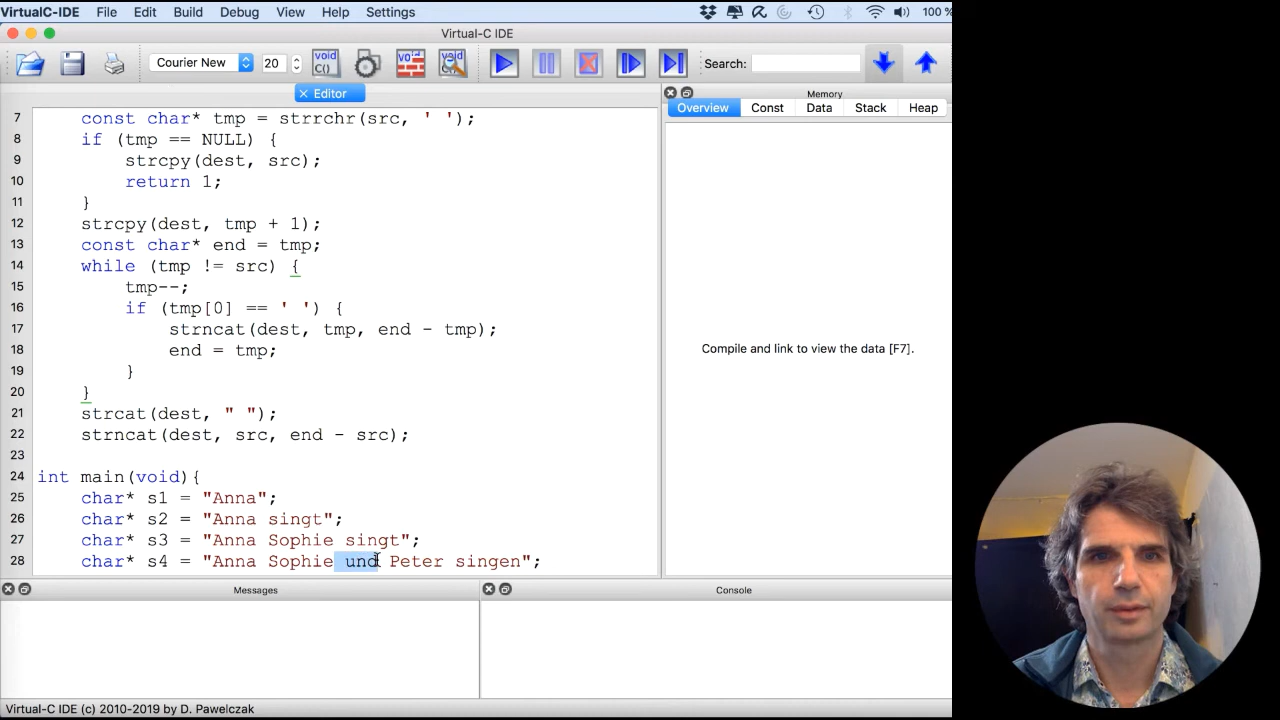 VirtualC-IDE File Edit Build Debug View Help Settings 100 %
Virtual-C IDE
Courier New 20 void C() void void Search:
Editor
Memory
Overview Const Data Stack Heap
7 const char* tmp = strrchr(src, ' ');
8 if (tmp == NULL) {
9 strcpy(dest, src);
10 return 1;
11 }
12 strcpy(dest, tmp + 1);
13 const char* end = tmp;
14 while (tmp != src) {
15 tmp--;
16 if (tmp[0] == ' ') {
17 strncat(dest, tmp, end - tmp);
18 end = tmp;
19 }
20 }
21 strcat(dest, " ");
22 strncat(dest, src, end - src);
23
24 int main(void){
25 char* s1 = "Anna";
26 char* s2 = "Anna singt";
27 char* s3 = "Anna Sophie singt";
28 char* s4 = "Anna Sophie und Peter singen";
Compile and link to view the data [F7].
Messages
Console
Virtual-C IDE (c) 2010-2019 by D. Pawelczak